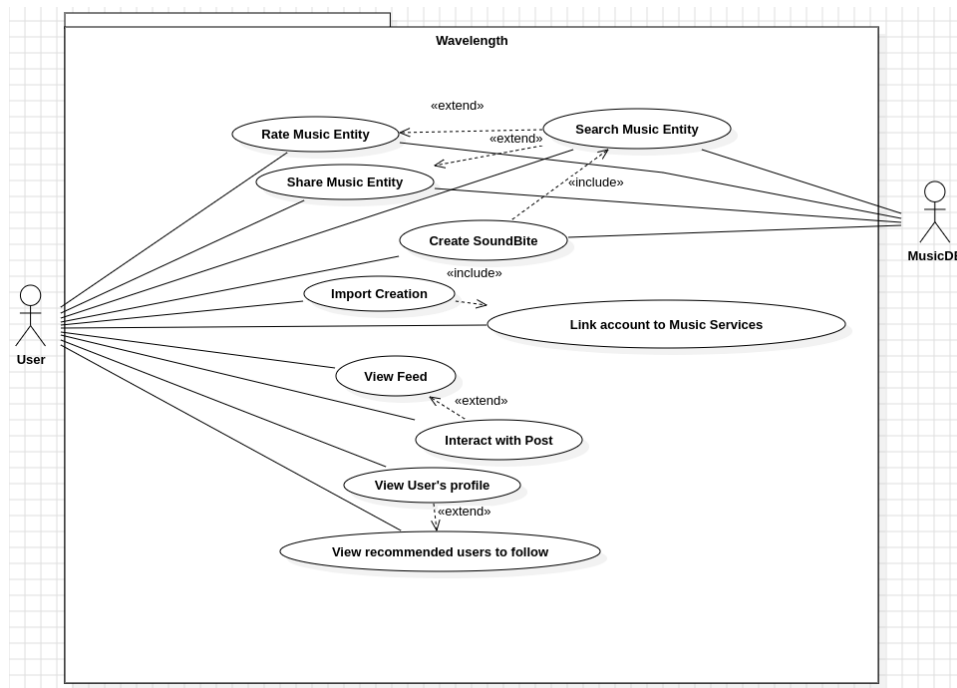 Wavelength
«extend»
Rate Music Entity
Search Music Entity
«extend»
Share Music Entity
«include»
Create SoundBite
MusicDB
«include»
Import Creation
Link account to Music Services
User
View Feed
«extend»
Interact with Post
View User's profile
«extend»
View recommended users to follow